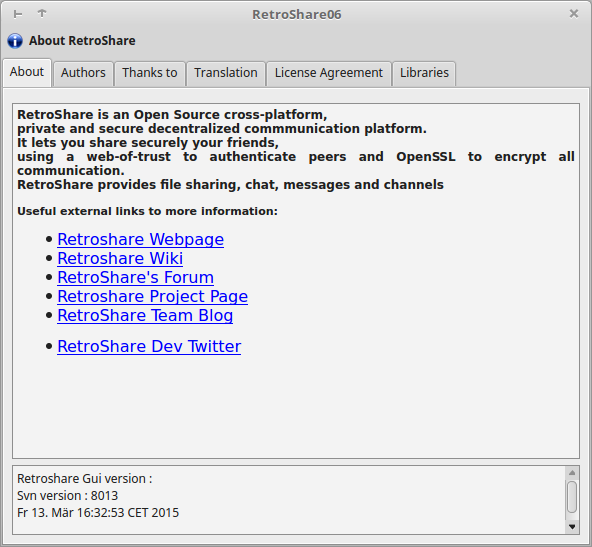 RetroShare06
About RetroShare
About Authors Thanks to Translation License Agreement Libraries
RetroShare is an Open Source cross-platform,
private and secure decentralized commmunication platform.
It lets you share securely your friends,
using a web-of-trust to authenticate peers and OpenSSL to encrypt all
communication.
RetroShare provides file sharing, chat, messages and channels
Useful external links to more information:
• Retroshare Webpage
• Retroshare Wiki
• RetroShare's Forum
• Retroshare Project Page
• RetroShare Team Blog
• RetroShare Dev Twitter
Retroshare Gui version :
Svn version : 8013
Fr 13. Mär 16:32:53 CET 2015